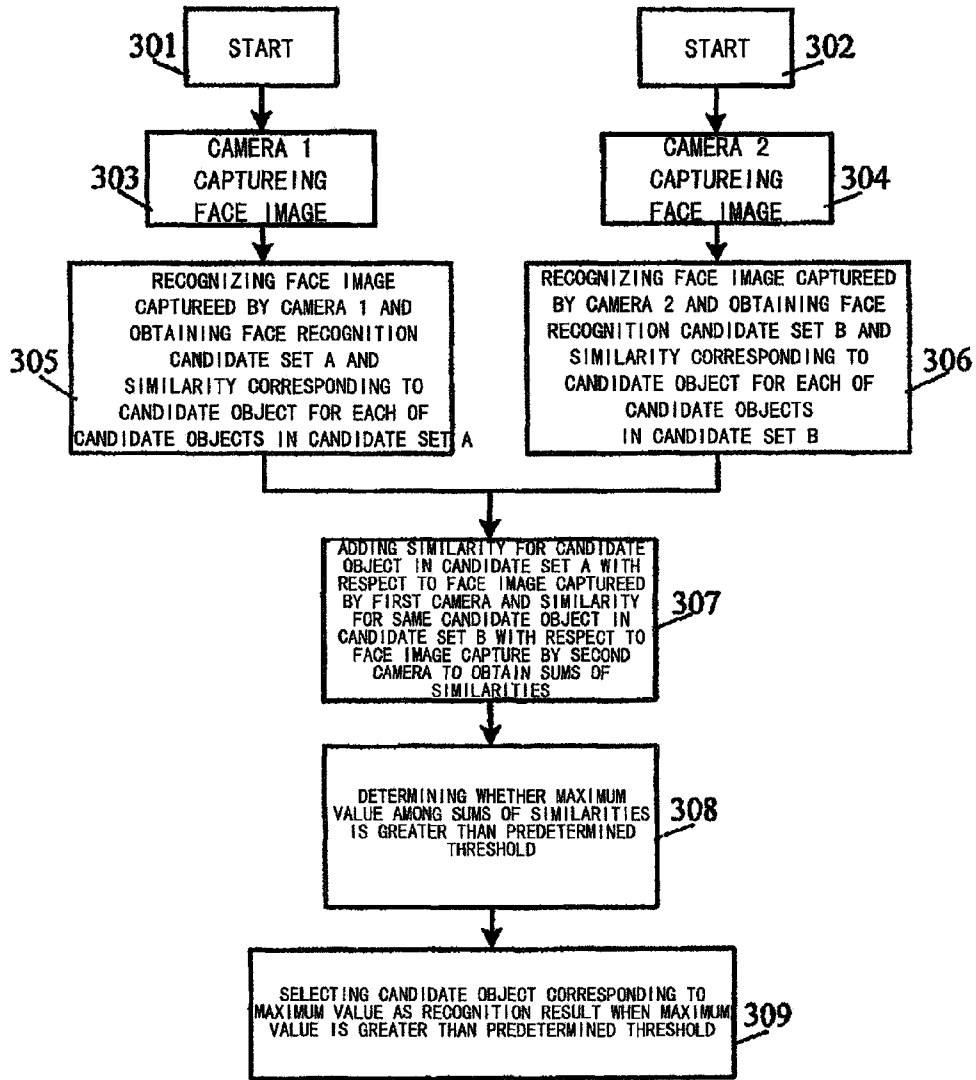 301
START
START
302
303
CAMERA 1
CAPTUREING
FACE IMAGE
CAMERA 2
CAPTUREING
FACE IMAGE
304
305
RECOGNIZING FACE IMAGE
CAPTUREED BY CAMERA 1 AND
OBTAINING FACE RECOGNITION
CANDIDATE SET A AND
SIMILARITY CORRESPONDING TO
CANDIDATE OBJECT FOR EACH OF
CANDIDATE OBJECTS IN CANDIDATE SET A
RECOGNIZING FACE IMAGE CAPTUREED
BY CAMERA 2 AND OBTAINING FACE
RECOGNITION CANDIDATE SET B AND
SIMILARITY CORRESPONDING TO
CANDIDATE OBJECT FOR EACH OF
CANDIDATE OBJECTS
IN CANDIDATE SET B
306
ADDING SIMILARITY FOR CANDIDATE
OBJECT IN CANDIDATE SET A WITH
RESPECT TO FACE IMAGE CAPTUREED
BY FIRST CAMERA AND SIMILARITY
FOR SAME CANDIDATE OBJECT IN
CANDIDATE SET B WITH RESPECT TO
FACE IMAGE CAPTURE BY SECOND
CAMERA TO OBTAIN SUMS OF
SIMILARITIES
307
DETERMINING WHETHER MAXIMUM
VALUE AMONG SUMS OF SIMILARITIES
IS GREATER THAN PREDETERMINED
THRESHOLD
308
SELECTING CANDIDATE OBJECT CORRESPONDING TO
MAXIMUM VALUE AS RECOGNITION RESULT WHEN MAXIMUM
VALUE IS GREATER THAN PREDETERMINED THRESHOLD
309